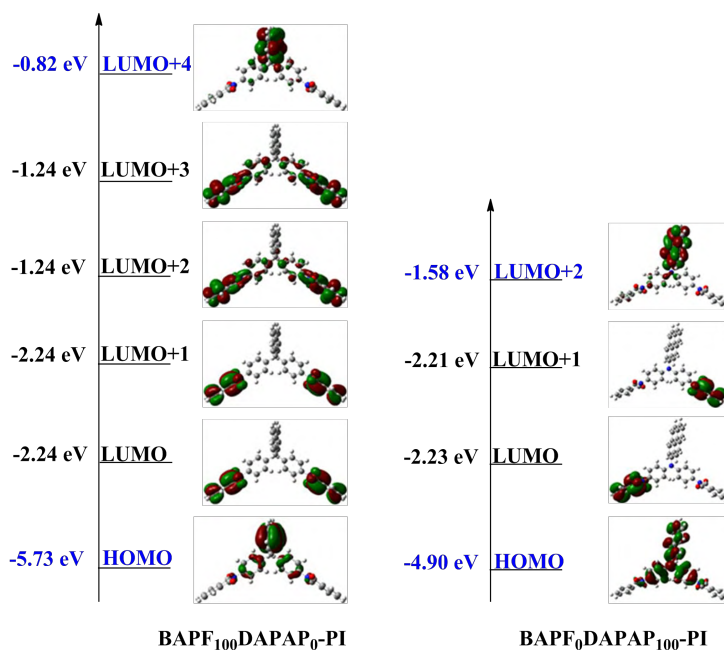 -0.82 eV LUMO+4
-1.24 eV LUMO+3
-1.24 eV LUMO+2
-2.24 eV LUMO+1
-2.24 eV LUMO
-5.73 eV HOMO
BAPF₁₀₀DAPAP₀-PI
-1.58 eV LUMO+2
-2.21 eV LUMO+1
-2.23 eV LUMO
-4.90 eV HOMO
BAPF₀DAPAP₁₀₀-PI